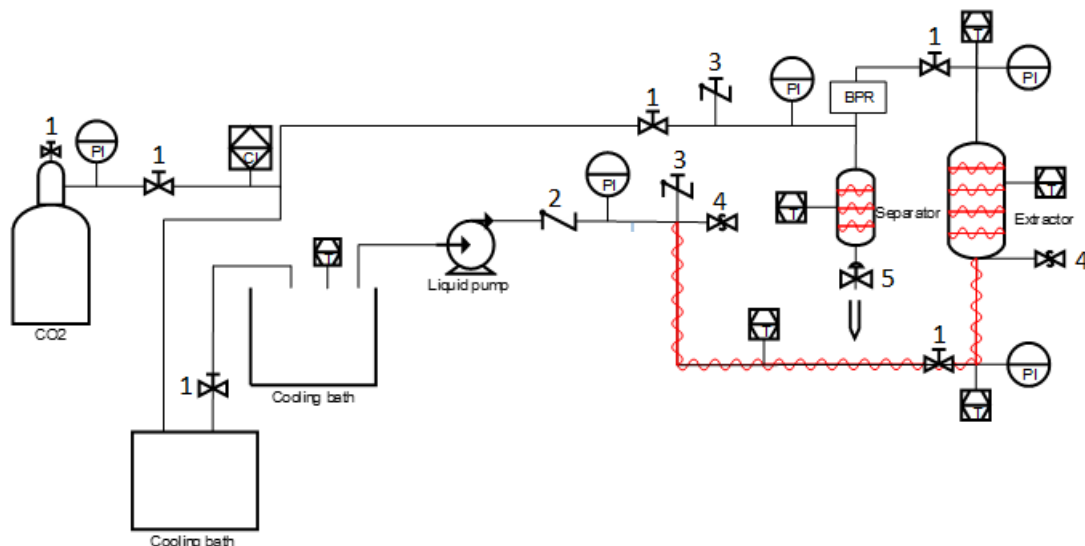 1
3
1
PI
T
PI
BPR
1
PI
1
CI
PI
3
2
4
T
Separator
T
Extractor
4
5
T
Liquid pump
CO2
1
Cooling bath
T
1
PI
T
Cooling bath